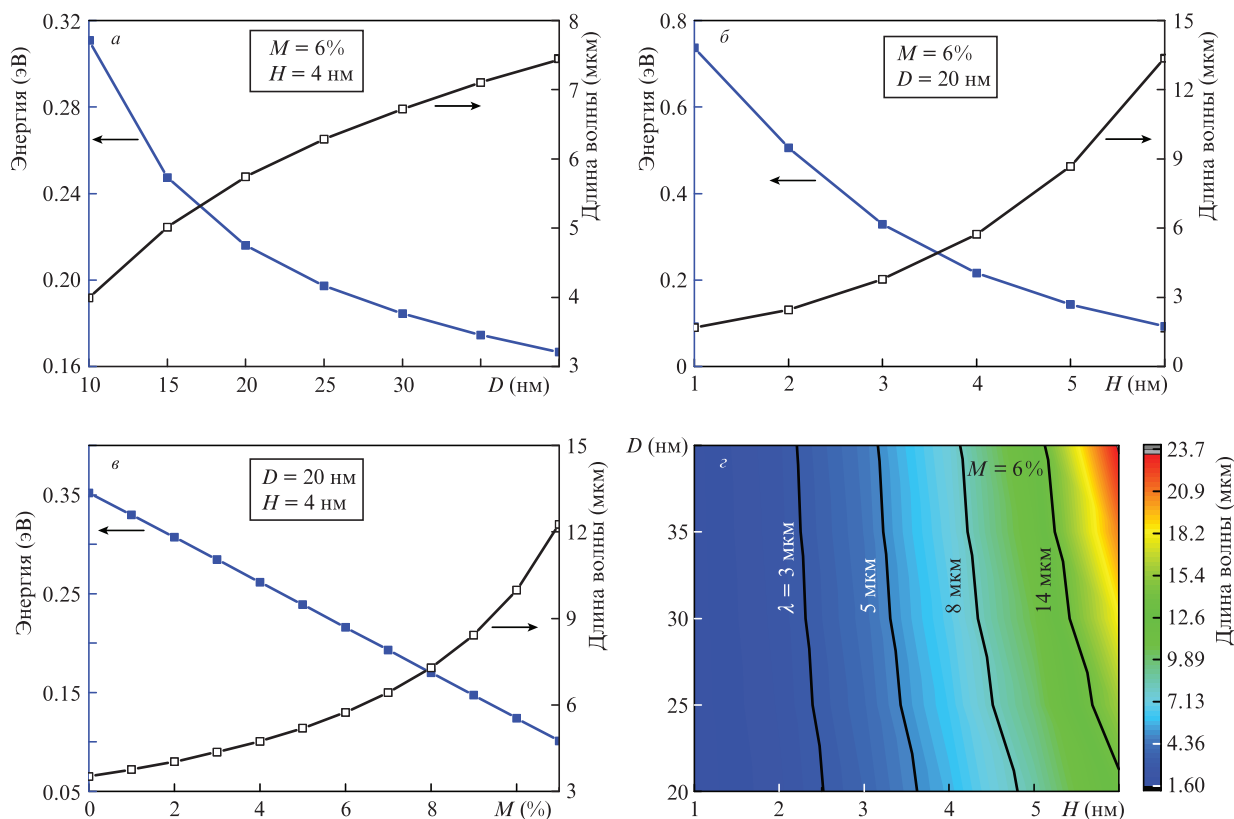 а
M = 6%
H = 4 нм
Энергия (эВ)
0.32
0.28
0.24
0.20
0.16
10
15
20
25
30
D (нм)
8
7
6
5
4
3
Длина волны (мкм)
б
M = 6%
D = 20 нм
Энергия (эВ)
0.8
0.6
0.4
0.2
0
1
2
3
4
5
H (нм)
15
12
9
6
3
0
Длина волны (мкм)
в
D = 20 нм
H = 4 нм
Энергия (эВ)
0.35
0.25
0.15
0.05
0
2
4
6
8
M (%)
15
12
9
6
3
Длина волны (мкм)
D (нм)
г
M = 6%
35
30
25
20
1
2
3
4
5
H (нм)
λ = 3 мкм
5 мкм
8 мкм
14 мкм
23.7
20.9
18.2
15.4
12.6
9.89
7.13
4.36
1.60
Длина волны (мкм)